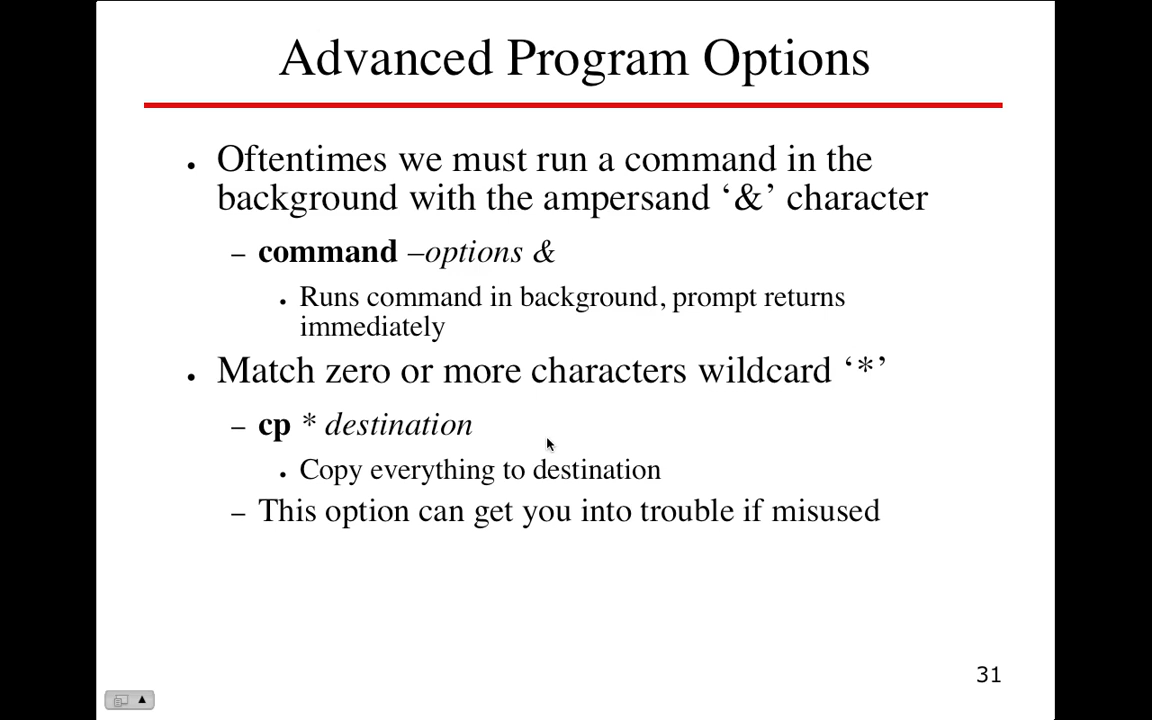 Advanced Program Options
• Oftentimes we must run a command in the
background with the ampersand ‘&’ character
– command –options &
• Runs command in background, prompt returns
immediately
• Match zero or more characters wildcard ‘*’
– cp * destination
• Copy everything to destination
– This option can get you into trouble if misused
31